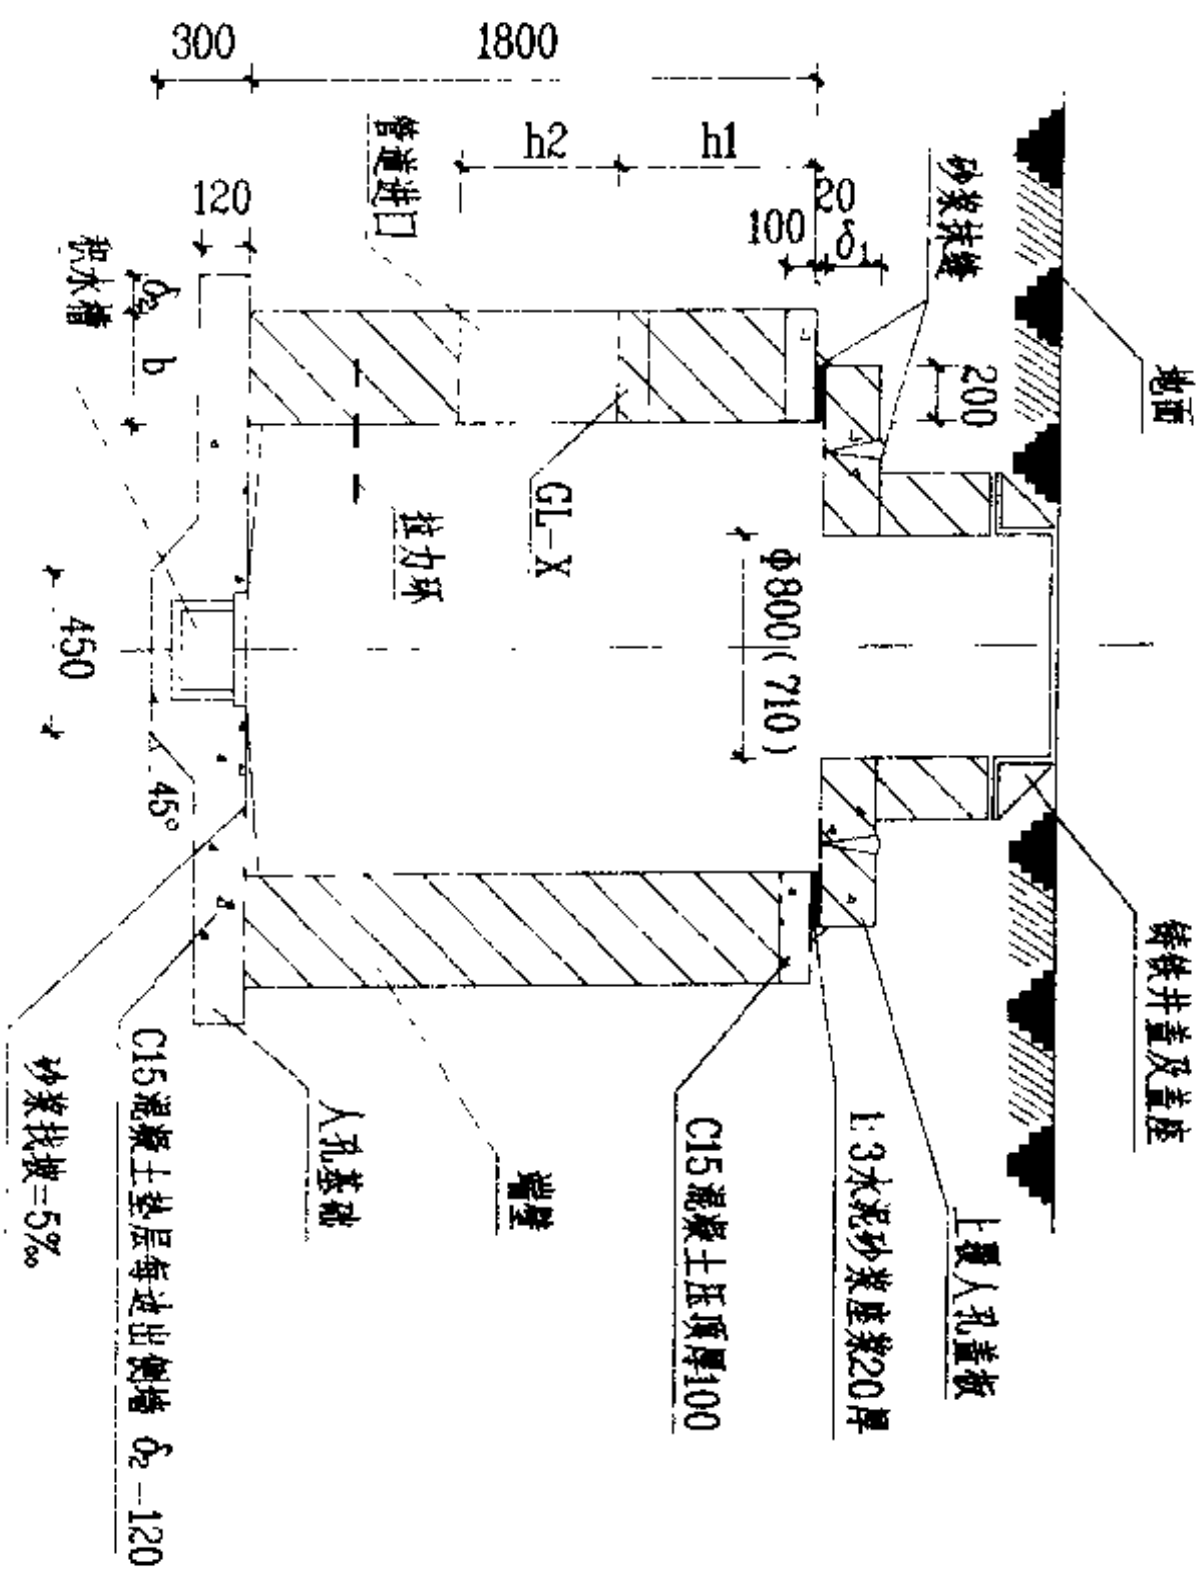 地面
铸铁井盖及盖座
砂浆抹缝
200
上覆人孔盖板
20
δ1
100
1:3水泥砂浆座浆20厚
Φ800(710)
C15混凝土压顶厚100
1800
h1
h2
GL-X
管道进口
拉力环
端壁
人孔基础
300
120
δ2
b
积水槽
450
45°
C15混凝土垫层每边出侧墙 δ2-120
砂浆找坡=5‰